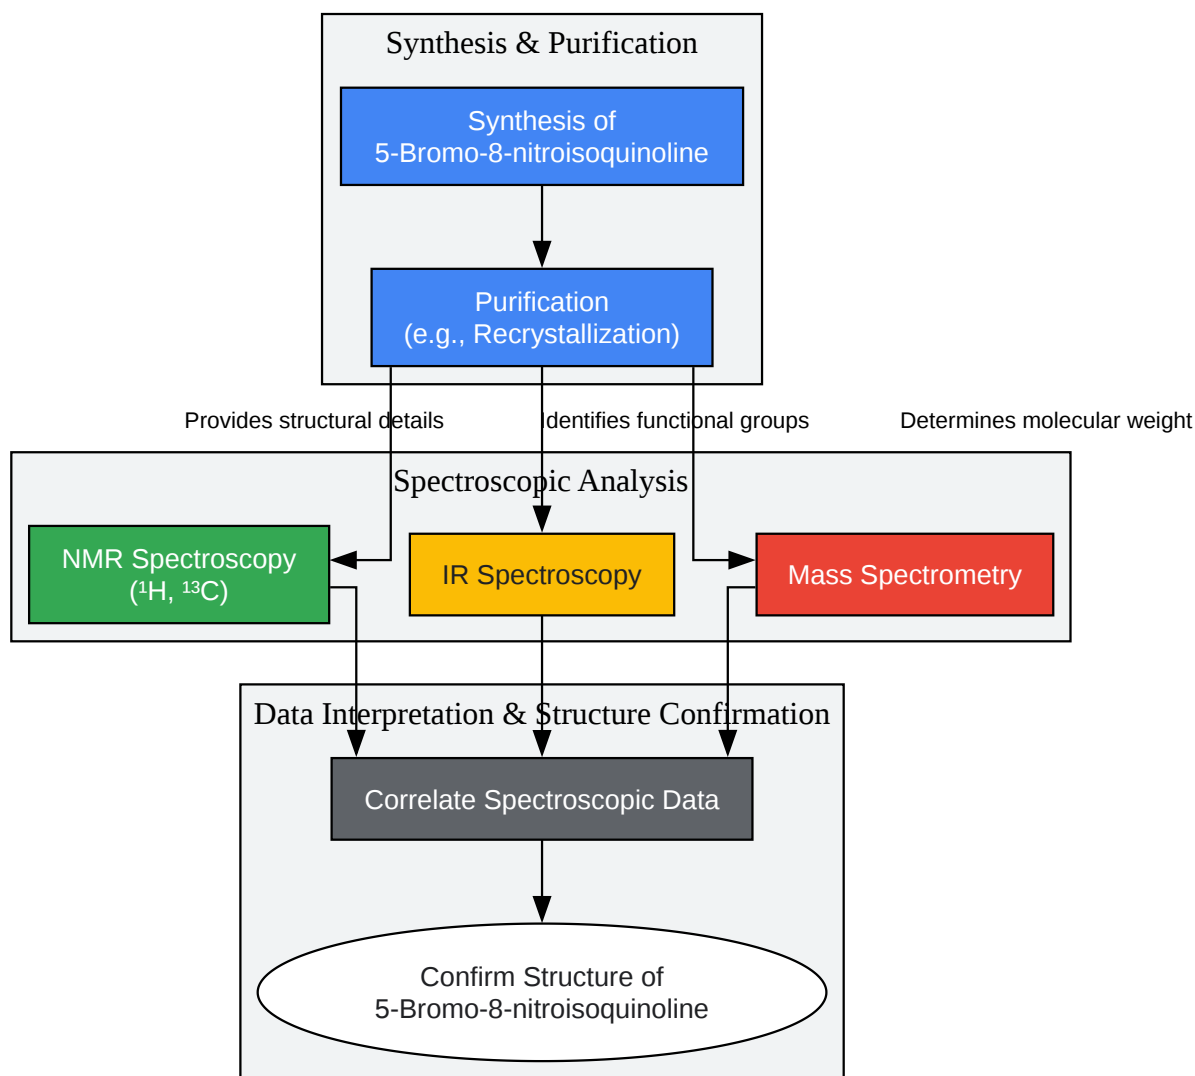 Synthesis & Purification
Synthesis of
5-Bromo-8-nitroisoquinoline
Purification
(e.g., Recrystallization)
Provides structural details
Identifies functional groups
Determines molecular weight
Spectroscopic Analysis
NMR Spectroscopy
(¹H, ¹³C)
IR Spectroscopy
Mass Spectrometry
Data Interpretation & Structure Confirmation
Correlate Spectroscopic Data
Confirm Structure of
5-Bromo-8-nitroisoquinoline